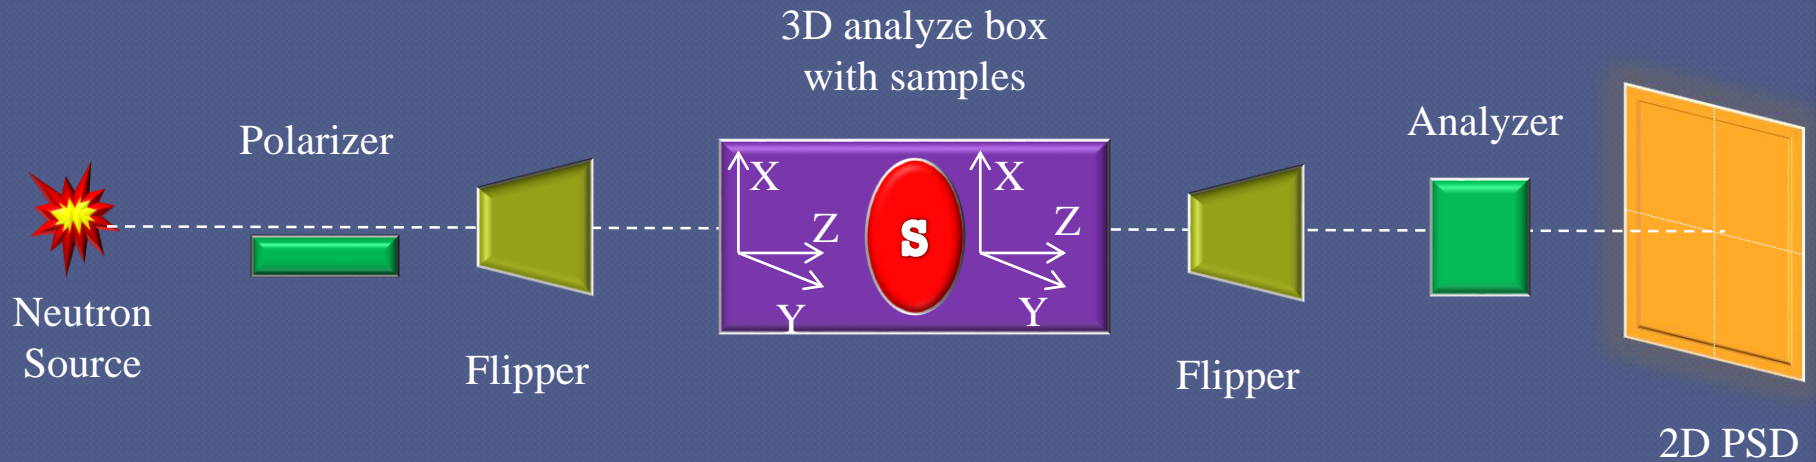 3D analyze box
with samples
Polarizer
Analyzer
X
Z
Y
S
X
Z
Y
Neutron
Source
Flipper
Flipper
2D PSD